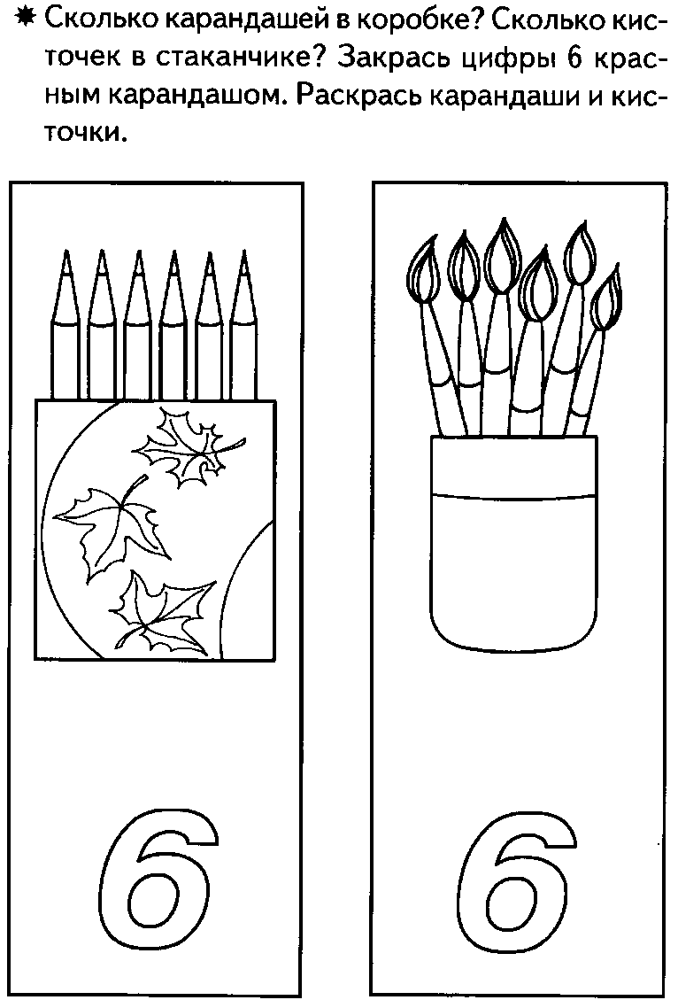 ✷ Сколько карандашей в коробке? Сколько кис-
точек в стаканчике? Закрась цифры 6 крас-
ным карандашом. Раскрась карандаши и кис-
точки.
6
6